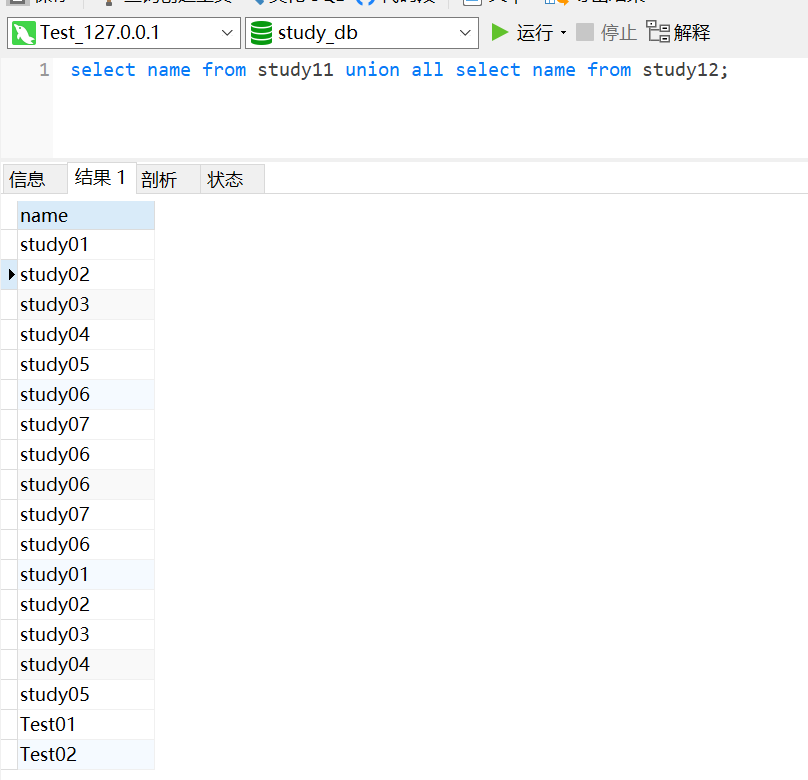 Test_127.0.0.1 study_db 运行 停止 解释
1 select name from study11 union all select name from study12;
信息 结果 1 剖析 状态
name
study01
study02
study03
study04
study05
study06
study07
study06
study06
study07
study06
study01
study02
study03
study04
study05
Test01
Test02